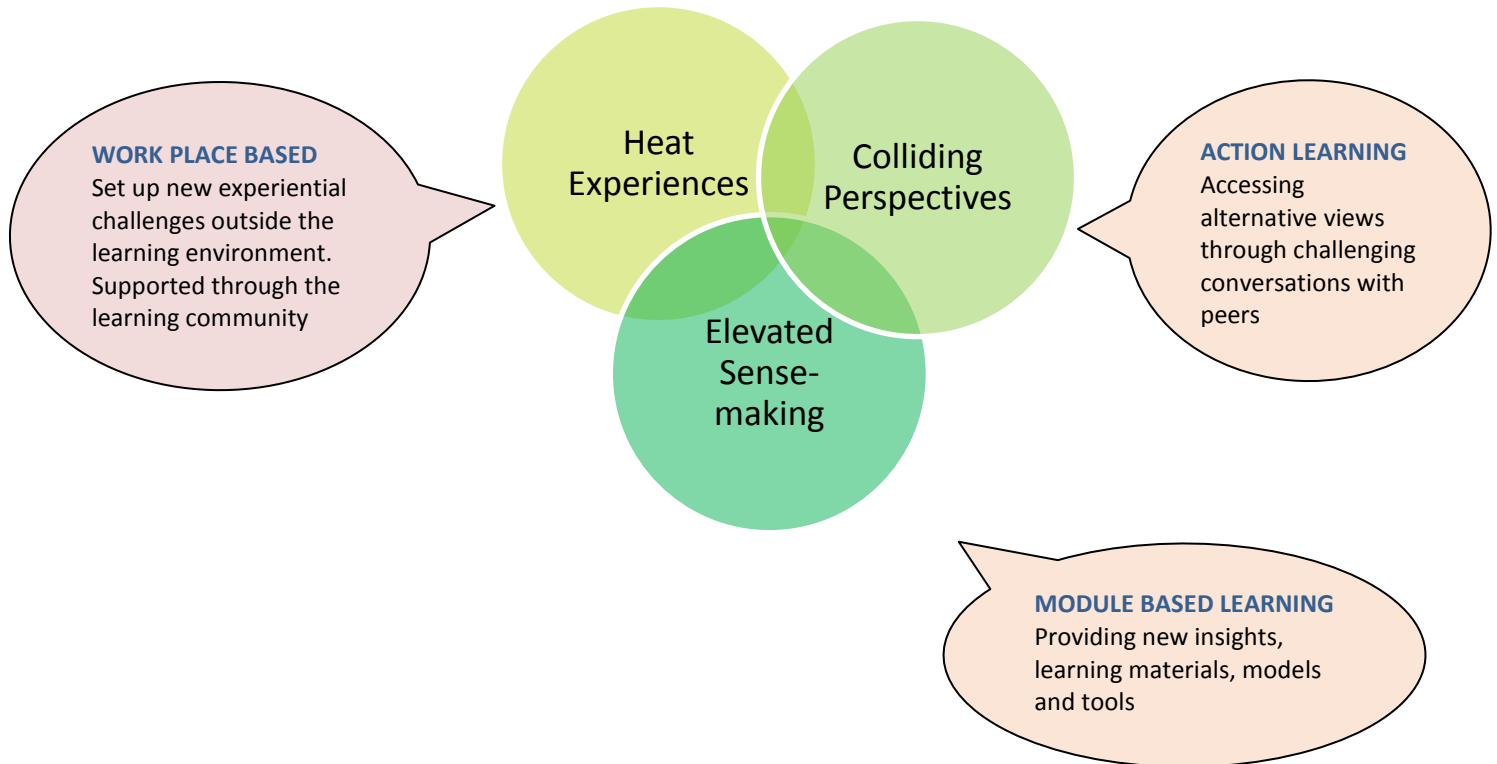 Heat
Experiences
Colliding
Perspectives
Elevated
Sense-
making
WORK PLACE BASED
Set up new experiential
challenges outside the
learning environment.
Supported through the
learning community
ACTION LEARNING
Accessing
alternative views
through challenging
conversations with
peers
MODULE BASED LEARNING
Providing new insights,
learning materials, models
and tools